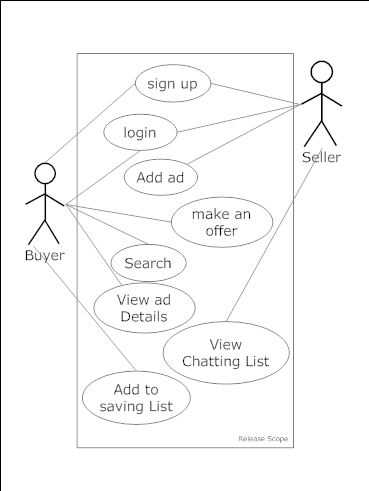 sign up
login
Seller
Add ad
make an
offer
Buyer
Search
View ad
Details
View
Chatting List
Add to
saving List
Release Scope